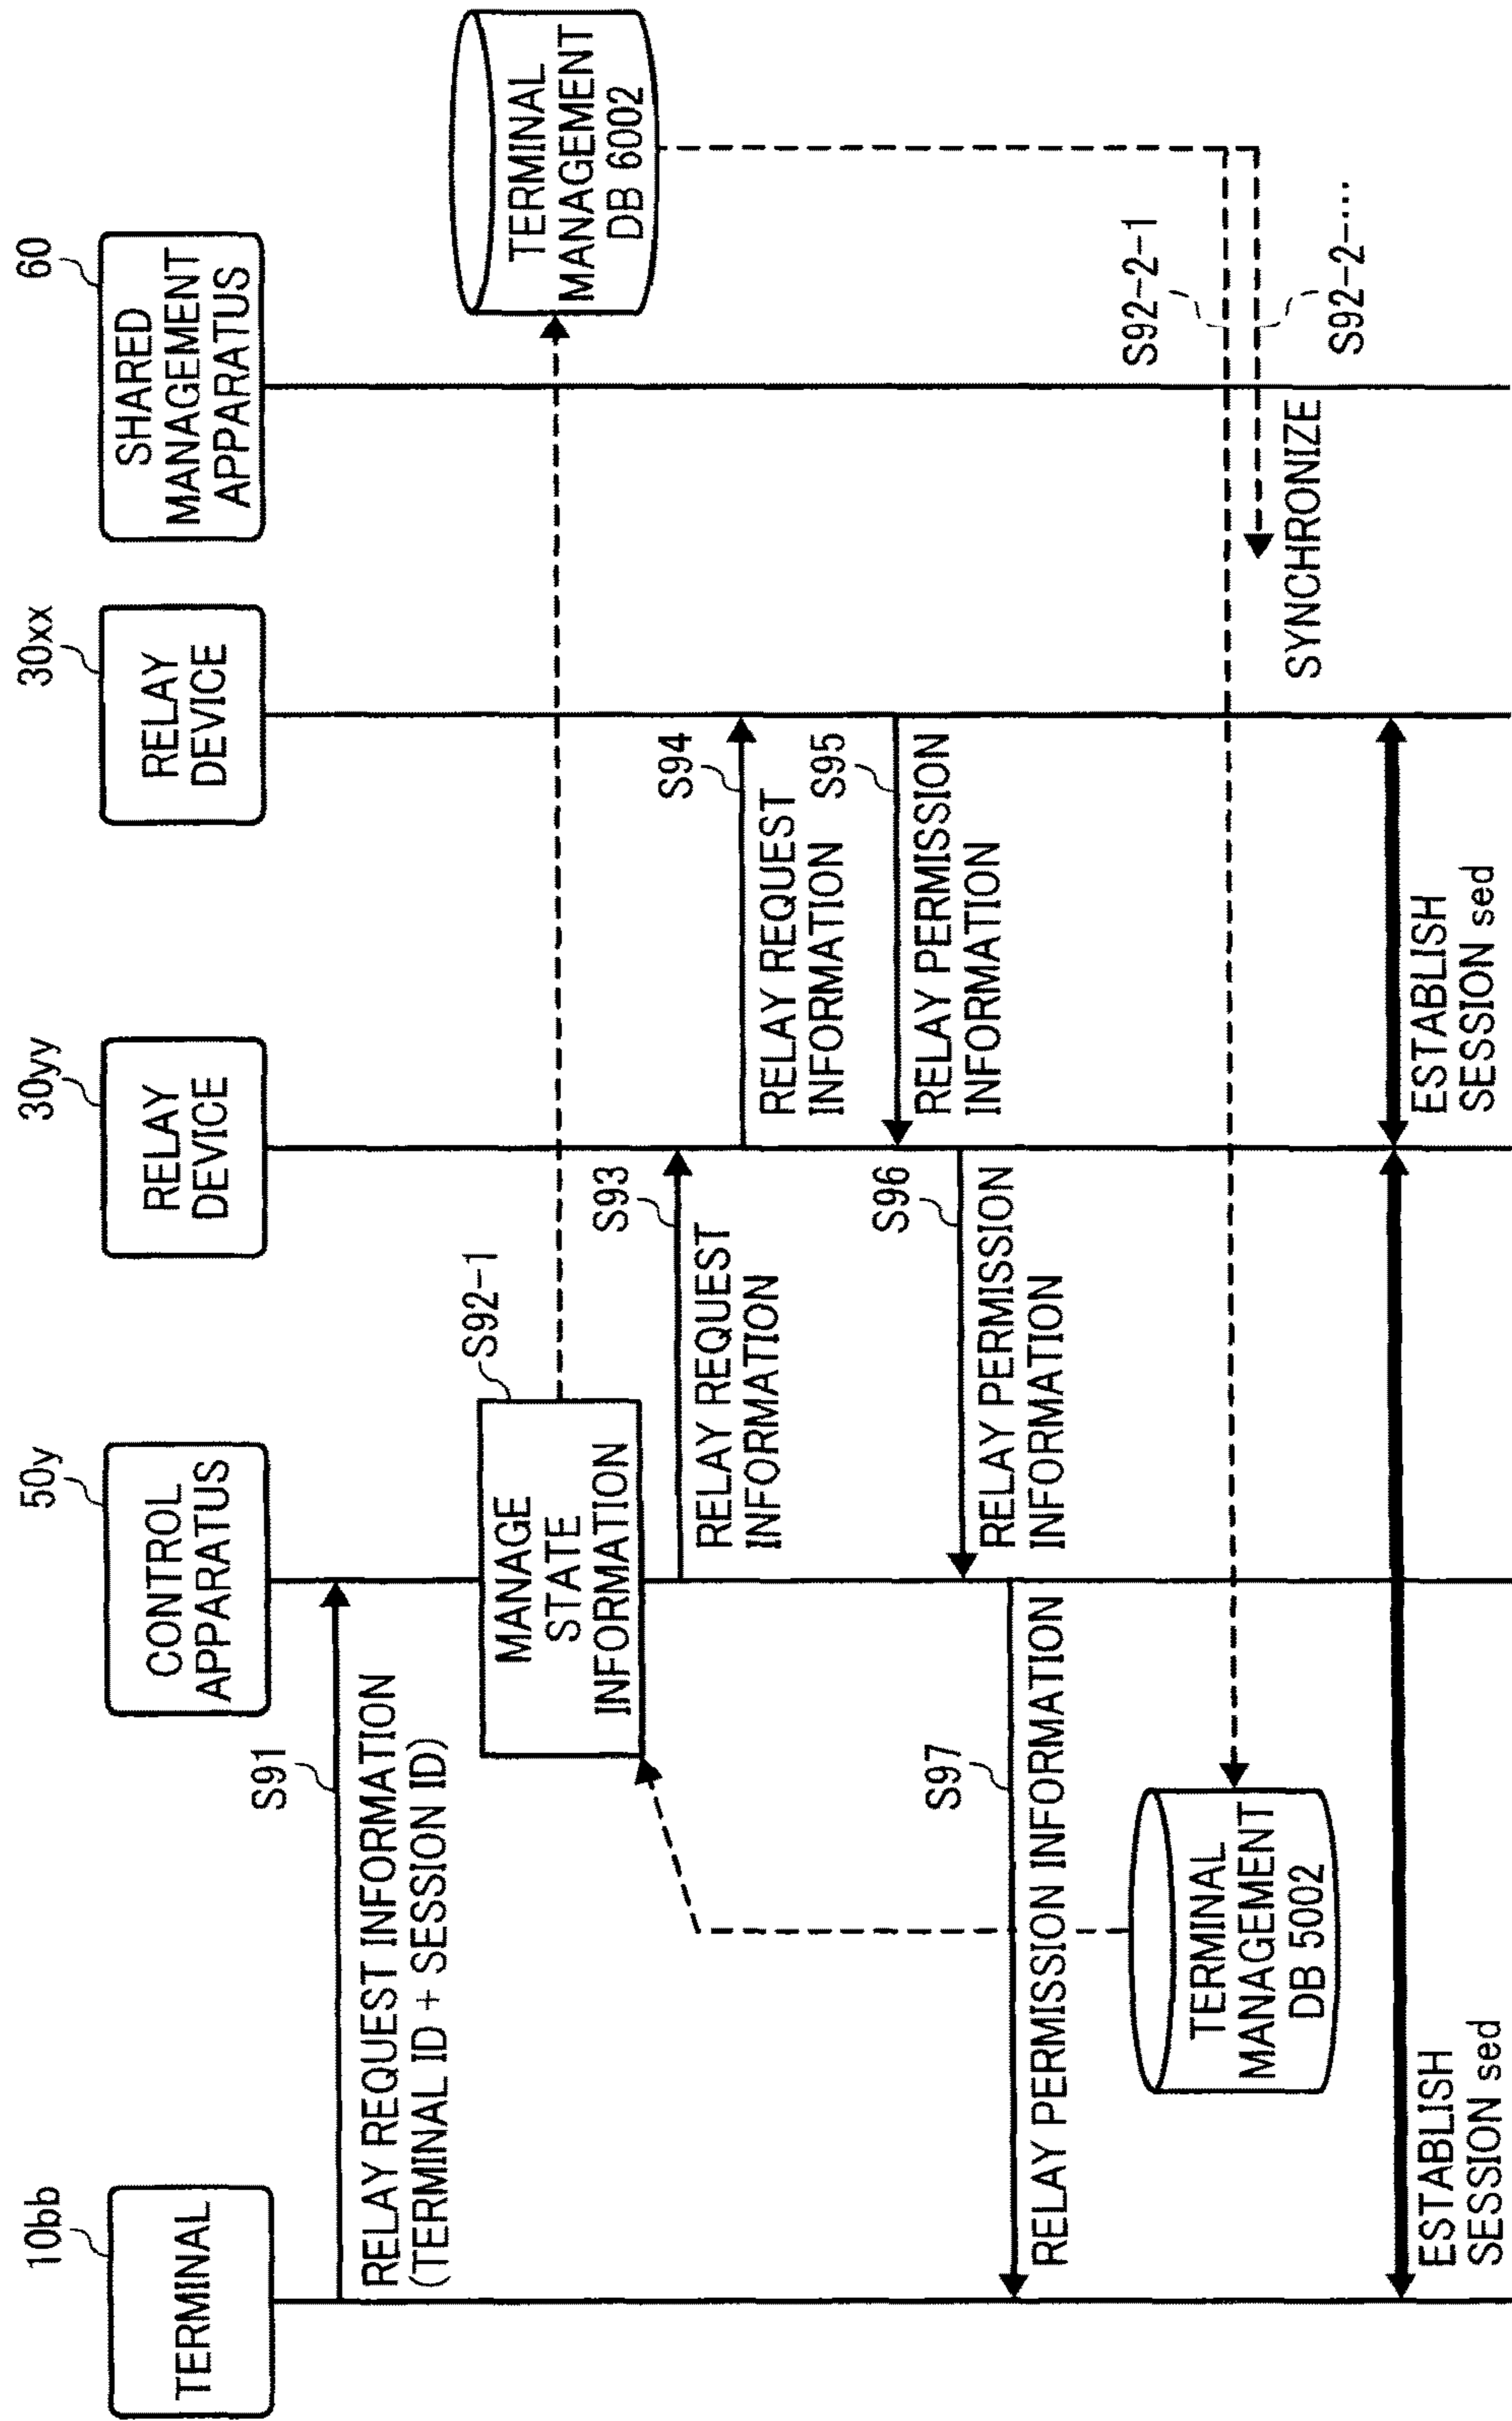 10bb
TERMINAL
50y
CONTROL
APPARATUS
30yy
RELAY
DEVICE
30xx
RELAY
DEVICE
60
SHARED
MANAGEMENT
APPARATUS
S91
RELAY REQUEST INFORMATION
(TERMINAL ID + SESSION ID)
S92-1
MANAGE
STATE
INFORMATION
TERMINAL
MANAGEMENT
DB 6002
S93
RELAY REQUEST
INFORMATION
S94
RELAY REQUEST
INFORMATION
S95
RELAY PERMISSION
INFORMATION
S96
RELAY PERMISSION
INFORMATION
S97
RELAY PERMISSION INFORMATION
TERMINAL
MANAGEMENT
DB 5002
S92-2-1
SYNCHRONIZE
S92-2-...
ESTABLISH
SESSION sed
ESTABLISH
SESSION sed